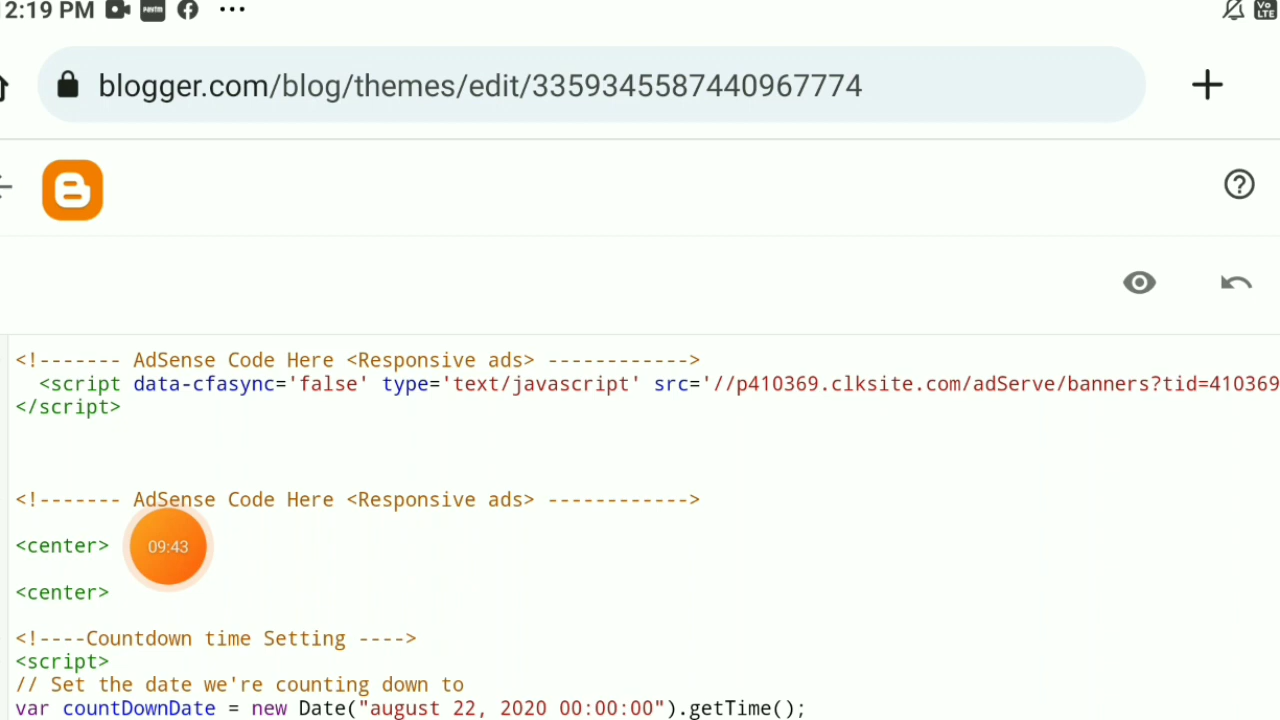 2:19 PM Paytm ... Vo LTE
blogger.com/blog/themes/edit/3359345587440967774
<!------- AdSense Code Here <Responsive ads> ------------>
<script data-cfasync='false' type='text/javascript' src='//p410369.clksite.com/adServe/banners?tid=410369
</script>
<!------- AdSense Code Here <Responsive ads> ------------>
<center>
09:43
<center>
<!----Countdown time Setting ---->
<script>
// Set the date we're counting down to
var countDownDate = new Date("august 22, 2020 00:00:00").getTime();